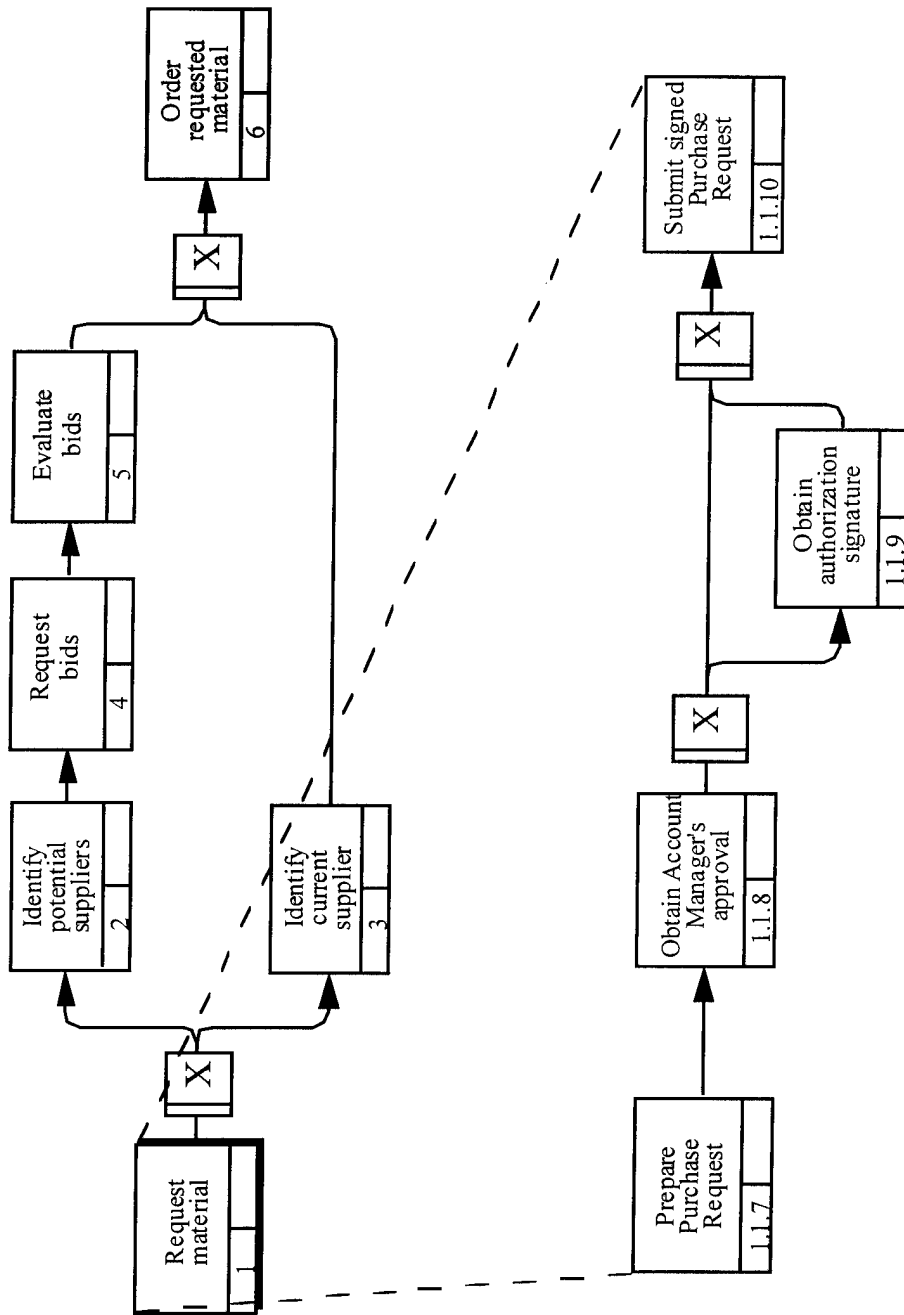 Request
material
1
X
Identify
potential
suppliers
2
Request
bids
4
Evaluate
bids
5
Identify
current
supplier
3
X
Order
requested
material
6
Prepare
Purchase
Request
1.1.7
Obtain Account
Manager's
approval
1.1.8
X
Obtain
authorization
signature
1.1.9
X
Submit signed
Purchase
Request
1.1.10